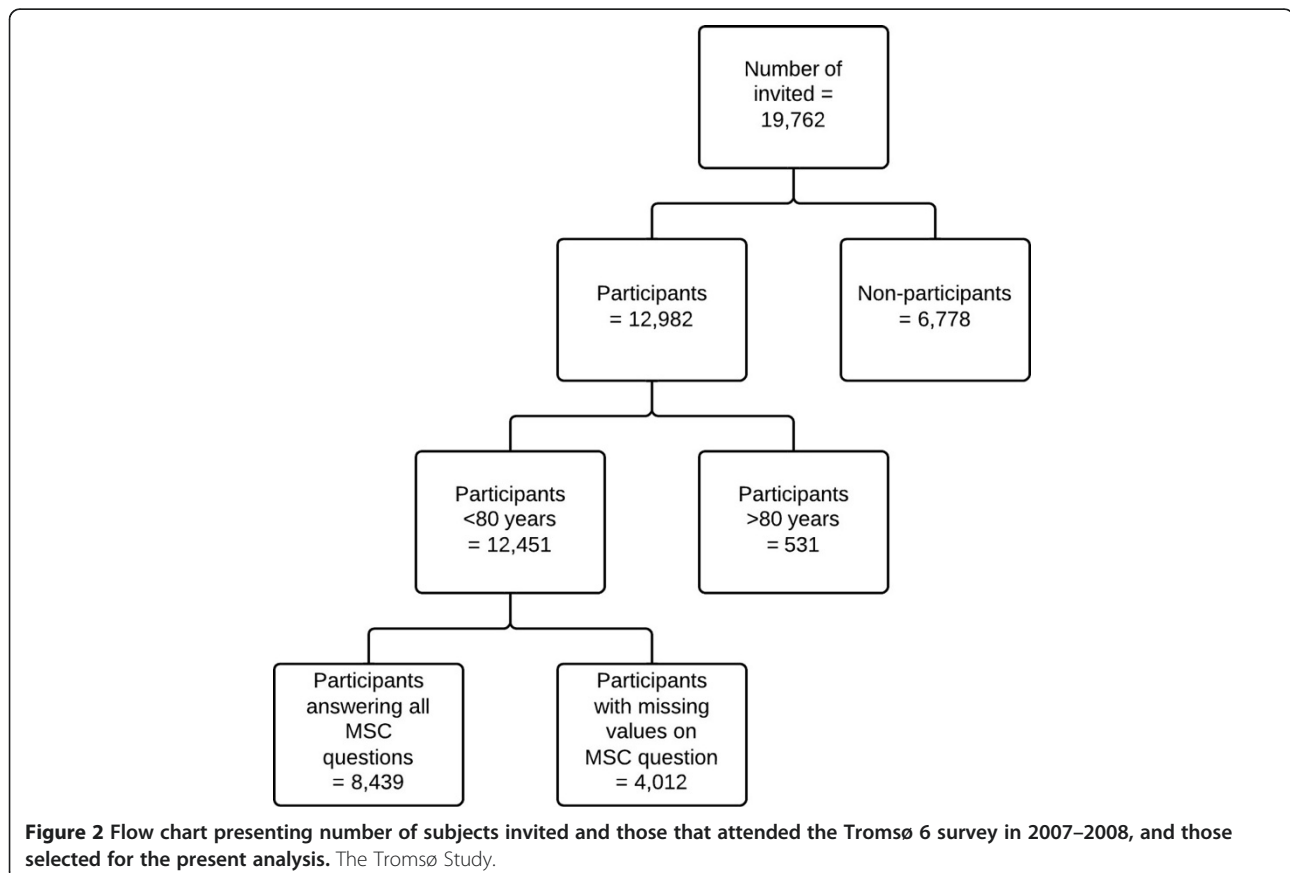 Number of
invited =
19,762
Participants
= 12,982
Non-participants
= 6,778
Participants
<80 years
= 12,451
Participants
>80 years
= 531
Participants
answering all
MSC
questions
= 8,439
Participants
with missing
values on
MSC question
= 4,012
Figure 2 Flow chart presenting number of subjects invited and those that attended the Tromsø 6 survey in 2007–2008, and those
selected for the present analysis. The Tromsø Study.